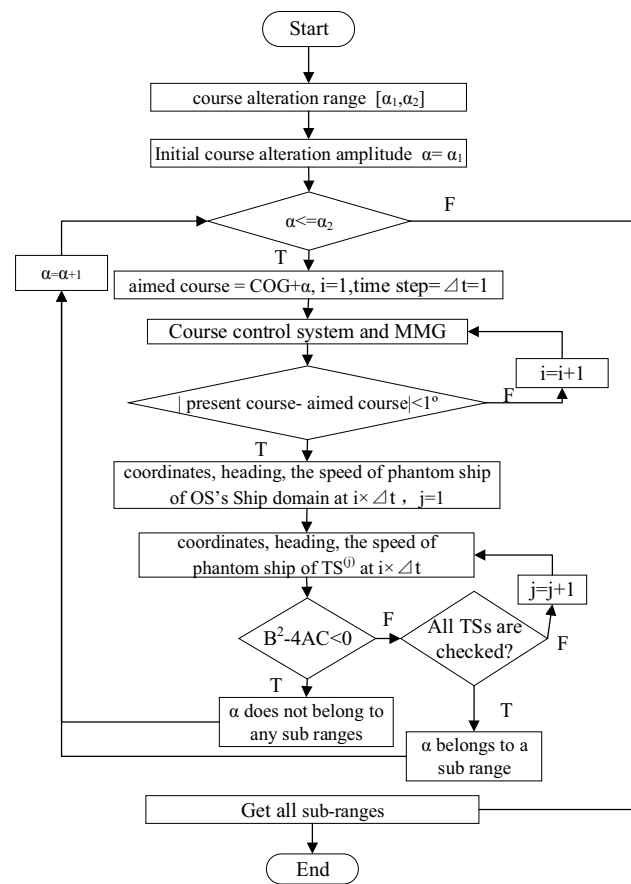 Start
course alteration range [α₁,α₂]
Initial course alteration amplitude α= α₁
α<=α₂
F
T
α=α+1
aimed course = COG+α, i=1,time step=⊿t=1
Course control system and MMG
i=i+1
| present course- aimed course|<1°
F
T
coordinates, heading, the speed of phantom ship
of OS's Ship domain at i×⊿t , j=1
coordinates, heading, the speed of
phantom ship of TS⁽ʲ⁾ at i×⊿t
j=j+1
B²-4AC<0
F
All TSs are
checked?
F
T
T
α does not belong to
any sub ranges
α belongs to a
sub range
Get all sub-ranges
End